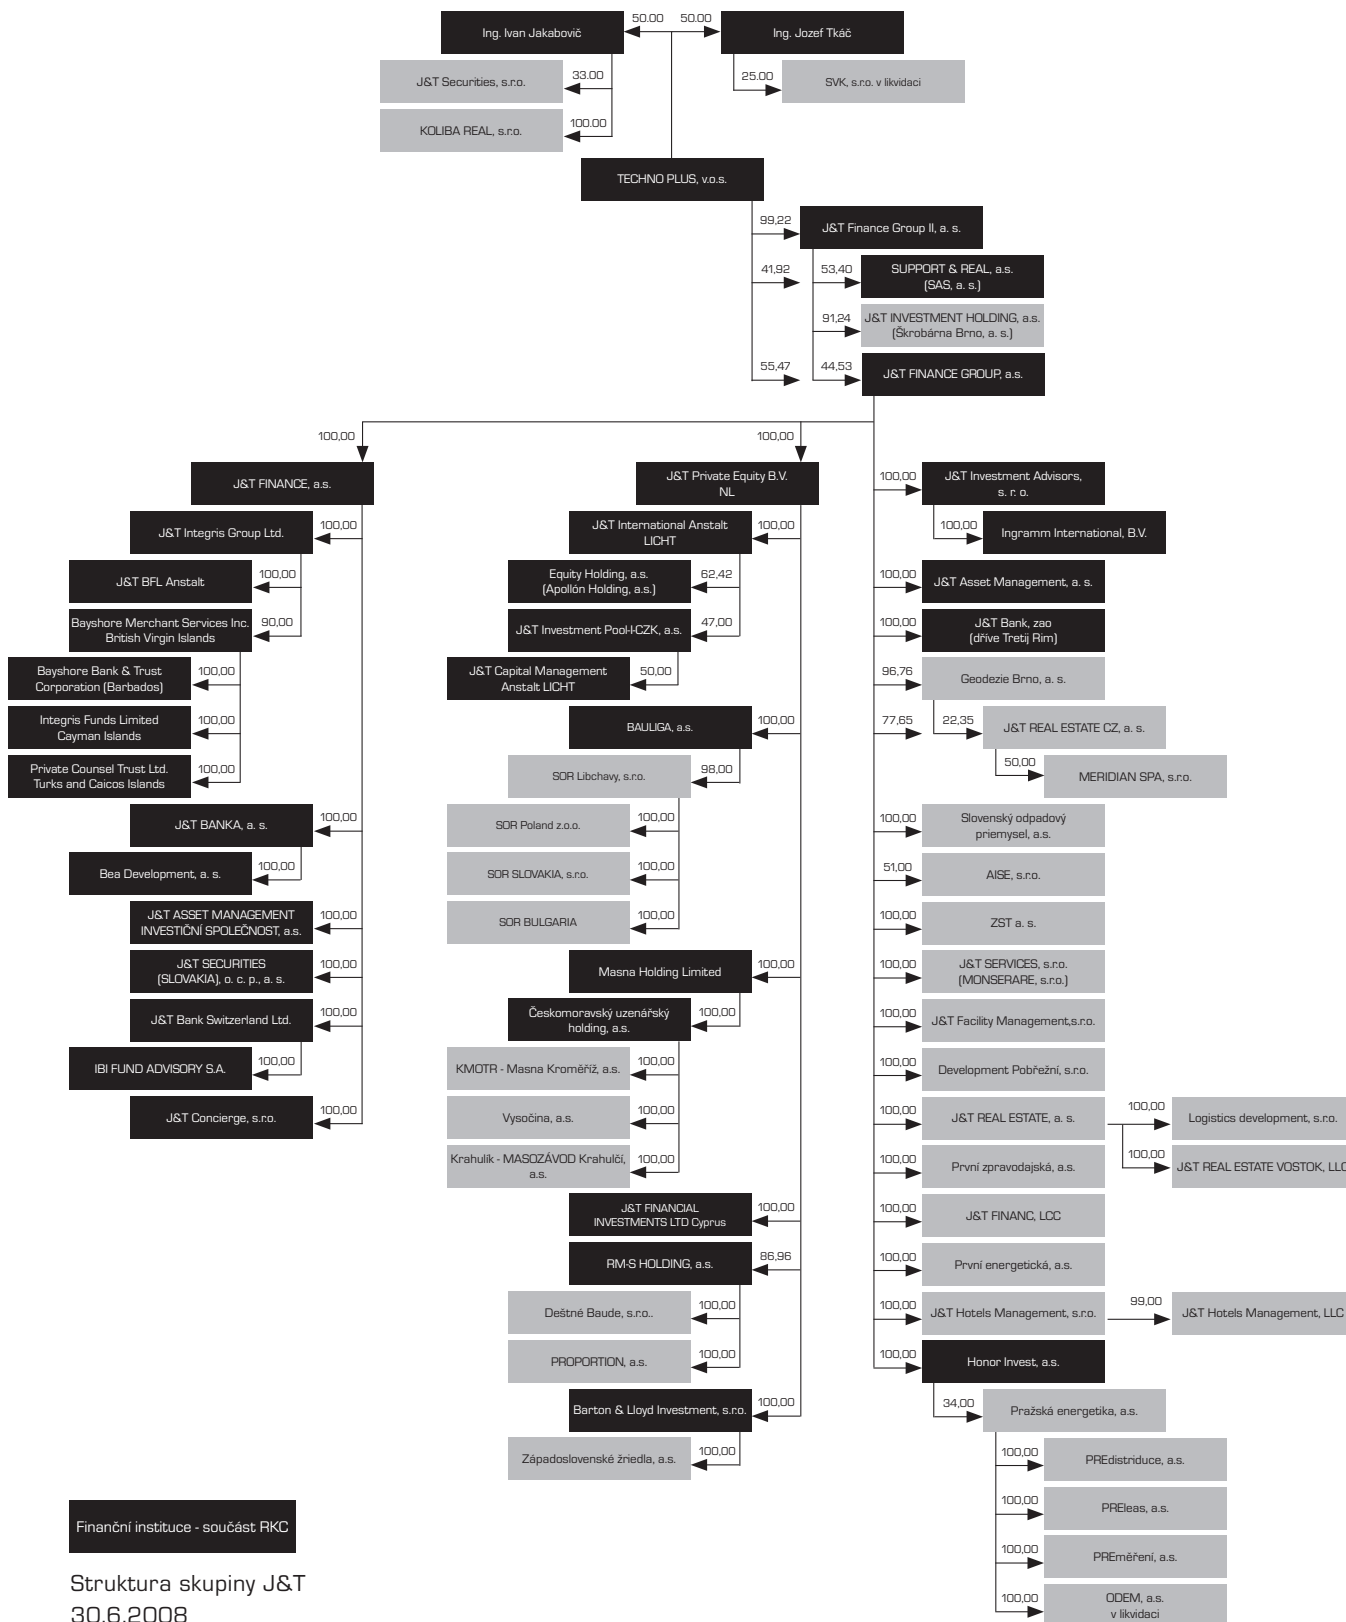 50.00
50.00
Ing. Ivan Jakabovič
Ing. Jozef Tkáč
J&T Securities, s.r.o.
33.00
25.00
SVK, s.r.o. v likvidaci
KOLIBA REAL, s.r.o.
100.00
TECHNO PLUS, v.o.s.
99,22
J&T Finance Group II, a. s.
41,92
53,40
SUPPORT & REAL, a.s.
(SAS, a. s.)
91,24
J&T INVESTMENT HOLDING, a.s.
(Škrobárna Brno, a. s.)
55,47
44,53
J&T FINANCE GROUP, a.s.
100,00
J&T FINANCE, a.s.
J&T Integris Group Ltd.
100,00
J&T BFL Anstalt
100,00
Bayshore Merchant Services Inc.
British Virgin Islands
90,00
Bayshore Bank & Trust
Corporation (Barbados)
100,00
Integris Funds Limited
Cayman Islands
100,00
Private Counsel Trust Ltd.
Turks and Caicos Islands
100,00
J&T BANKA, a. s.
100,00
Bea Development, a. s.
100,00
J&T ASSET MANAGEMENT
INVESTIČNÍ SPOLEČNOST, a.s.
100,00
J&T SECURITIES
(SLOVAKIA), o. c. p., a. s.
100,00
J&T Bank Switzerland Ltd.
100,00
IBI FUND ADVISORY S.A.
100,00
J&T Concierge, s.r.o.
100,00
100,00
J&T Private Equity B.V.
NL
J&T International Anstalt
LICHT
100,00
Equity Holding, a.s.
(Apollón Holding, a.s.)
62,42
J&T Investment Pool-I-CZK, a.s.
47,00
J&T Capital Management
Anstalt LICHT
50,00
BAULIGA, a.s.
100,00
SOR Libchavy, s.r.o.
98,00
SOR Poland z.o.o.
100,00
SOR SLOVAKIA, s.r.o.
100,00
SOR BULGARIA
100,00
Masna Holding Limited
100,00
Českomoravský uzenářský
holding, a.s.
100,00
KMOTR - Masna Kroměříž, a.s.
100,00
Vysočina, a.s.
100,00
Krahulík - MASOZÁVOD Krahulčí,
a.s.
100,00
J&T FINANCIAL
INVESTMENTS LTD Cyprus
100,00
RM-S HOLDING, a.s.
86,96
Deštné Baude, s.r.o..
100,00
PROPORTION, a.s.
100,00
Barton & Lloyd Investment, s.r.o.
100,00
Západoslovenské žriedla, a.s.
100,00
100,00
J&T Investment Advisors,
s. r. o.
100,00
Ingramm International, B.V.
100,00
J&T Asset Management, a. s.
100,00
J&T Bank, zao
(dříve Tretij Rim)
96,76
Geodezie Brno, a. s.
77,65
22,35
J&T REAL ESTATE CZ, a. s.
50,00
MERIDIAN SPA, s.r.o.
100,00
Slovenský odpadový
priemysel, a.s.
51,00
AISE, s.r.o.
100,00
ZST a. s.
100,00
J&T SERVICES, s.r.o.
(MONSERARE, s.r.o.)
100,00
J&T Facility Management,s.r.o.
100,00
Development Pobřežní, s.r.o.
100,00
J&T REAL ESTATE, a. s.
100,00
Logistics development, s.r.o.
100,00
J&T REAL ESTATE VOSTOK, LLC
100,00
První zpravodajská, a.s.
100,00
J&T FINANC, LCC
100,00
První energetická, a.s.
100,00
J&T Hotels Management, s.r.o.
99,00
J&T Hotels Management, LLC
100,00
Honor Invest, a.s.
34,00
Pražská energetika, a.s.
100,00
PREdistriduce, a.s.
100,00
PREleas, a.s.
100,00
PREměření, a.s.
100,00
ODEM, a.s.
v likvidaci
Finanční instituce - součást RKC
Struktura skupiny J&T
30.6.2008